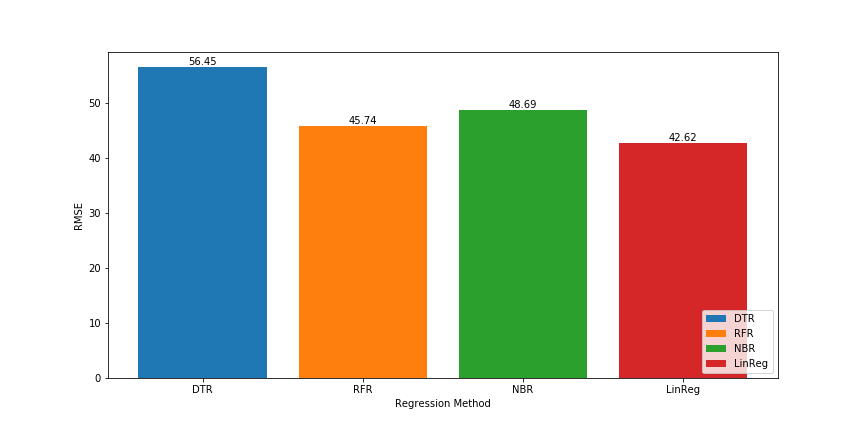 56.45
45.74
48.69
42.62
RMSE
50
40
30
20
10
0
DTR
RFR
NBR
LinReg
DTR
RFR
NBR
LinReg
Regression Method